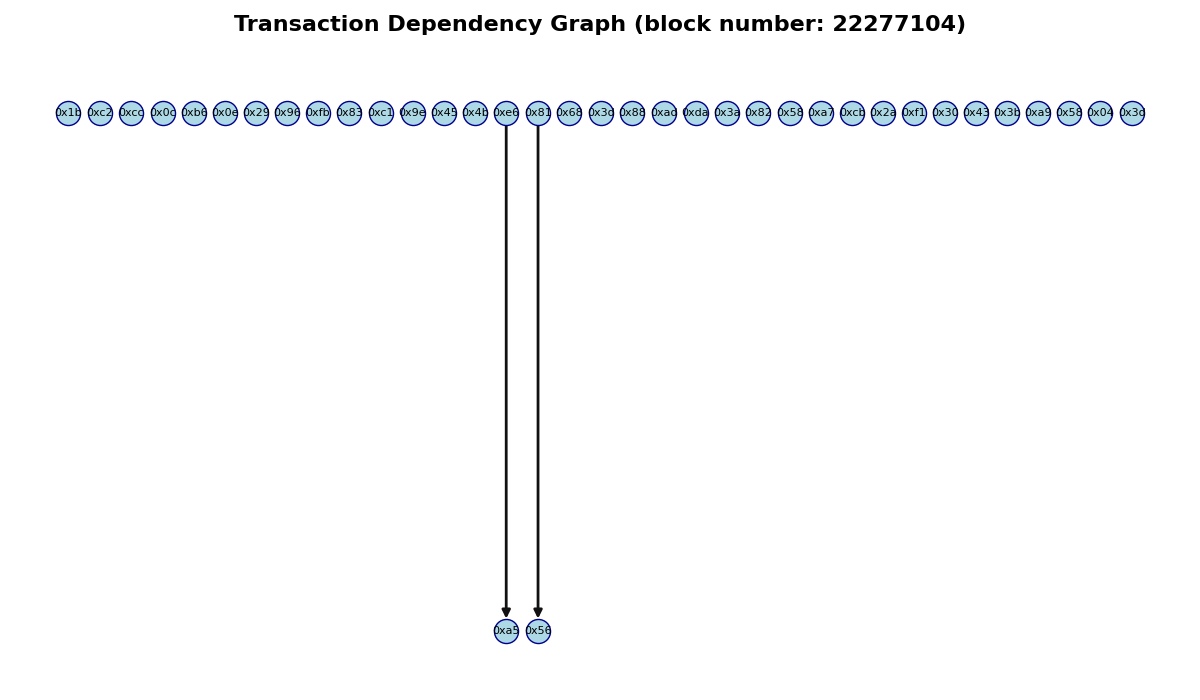 Transaction Dependency Graph (block number: 22277104)
0x1b 0xc2 0xcc 0x0c 0xb6 0x0e 0x29 0x96 0xfb 0x83 0xc1 0x9e 0x45 0x4b 0xe6 0x81 0x68 0x3d 0x88 0xad 0xda 0x3a 0x82 0x58 0xa7 0xcb 0x2a 0xf1 0x30 0x43 0x3b 0xa9 0x58 0x04 0x3d
0xa5 0x56